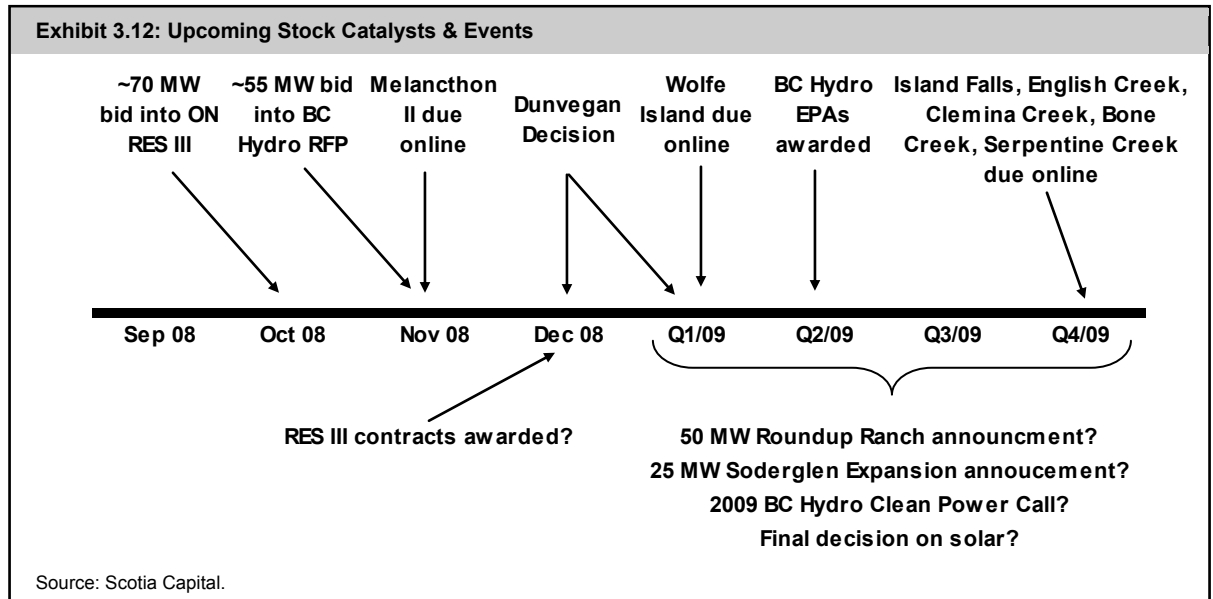 Exhibit 3.12: Upcoming Stock Catalysts & Events
~70 MW
bid into ON
RES III
~55 MW bid
into BC
Hydro RFP
Melancthon
II due
online
Dunvegan
Decision
Wolfe
Island due
online
BC Hydro
EPAs
awarded
Island Falls, English Creek,
Clemina Creek, Bone
Creek, Serpentine Creek
due online
Sep 08 Oct 08 Nov 08 Dec 08 Q1/09 Q2/09 Q3/09 Q4/09
RES III contracts awarded?
50 MW Roundup Ranch announcment?
25 MW Soderglen Expansion annoucement?
2009 BC Hydro Clean Power Call?
Final decision on solar?
Source: Scotia Capital.